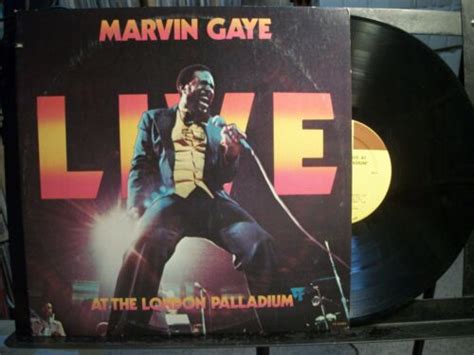 MARVIN GAYE
LIVE
AT THE LONDON PALLADIUM